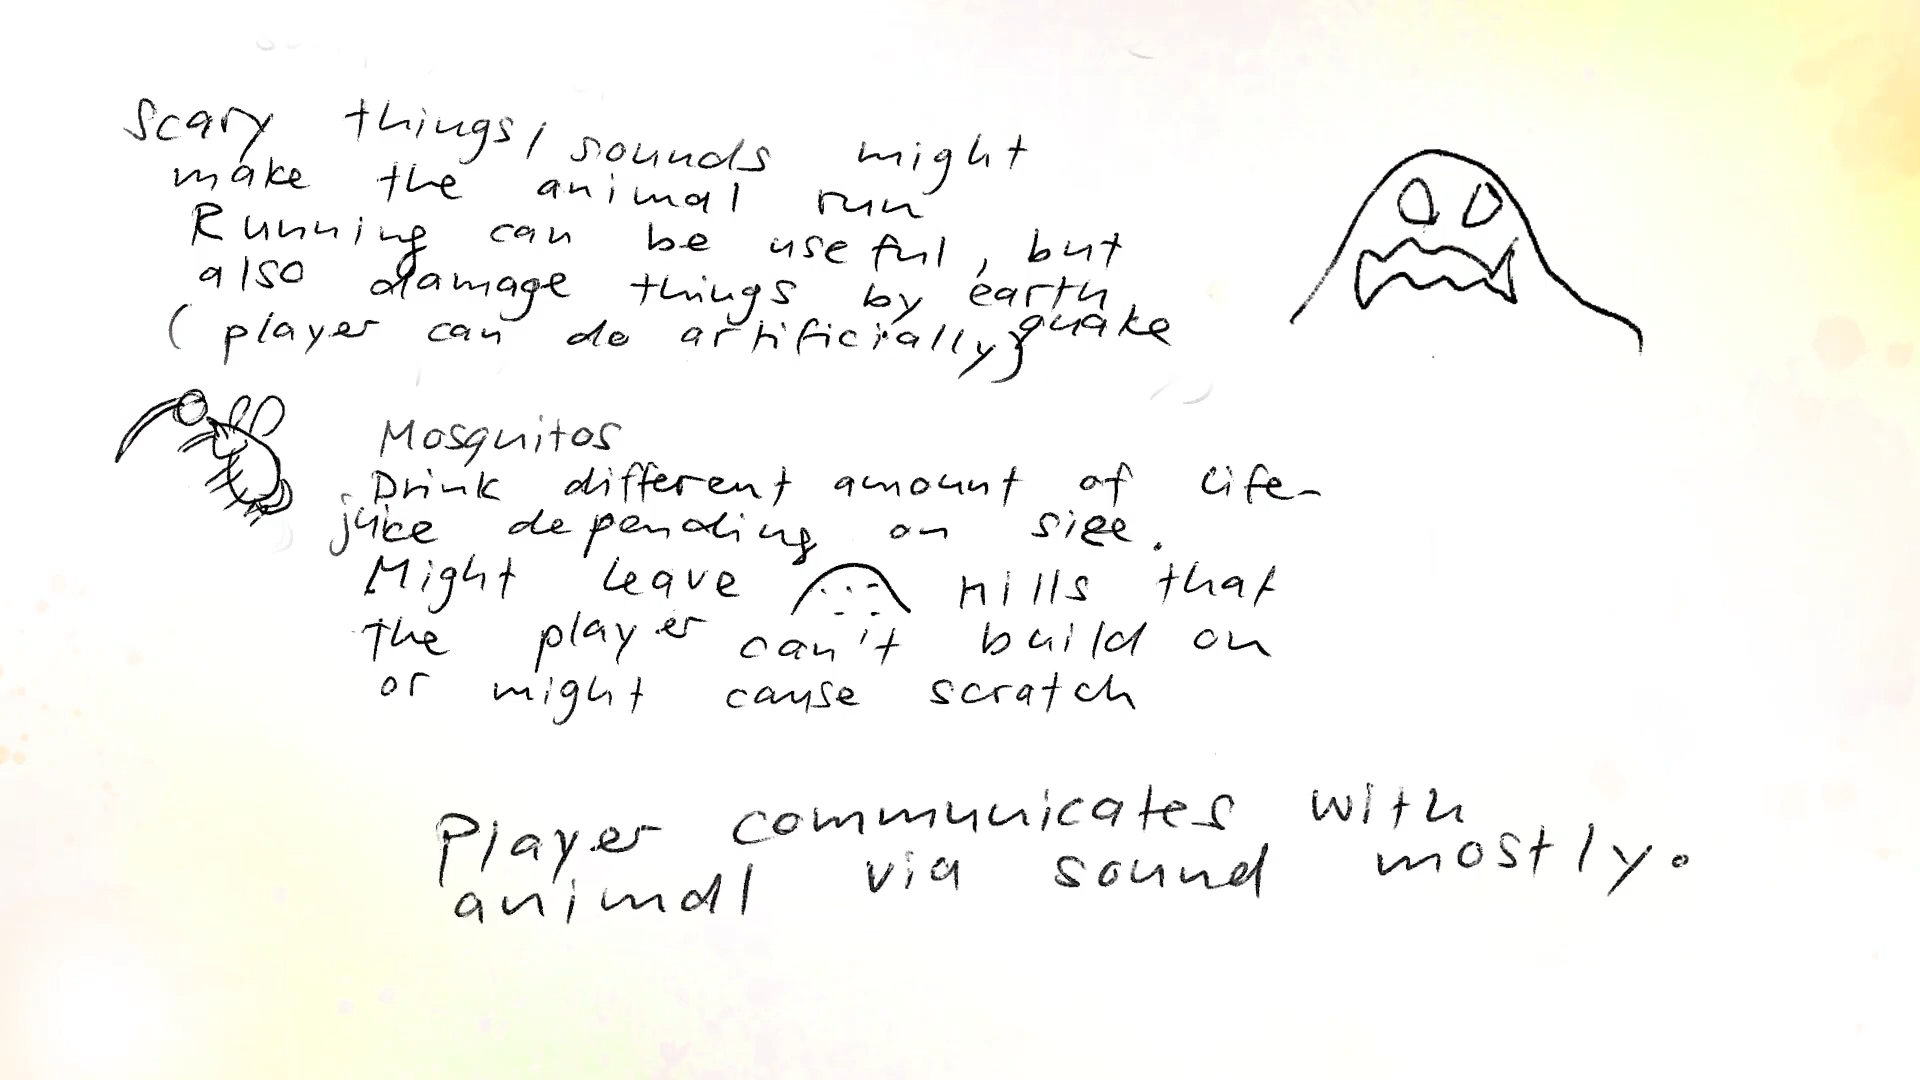 Scary things/sounds might
make the animal run
Running can be useful, but
also damage things by earth
quake
(player can do artificially)
Mosquitos
Drink different amount of life-
juice depending on size.
Might leave hills that
the player can't build on
or might cause scratch
Player communicates with
animal via sound mostly.